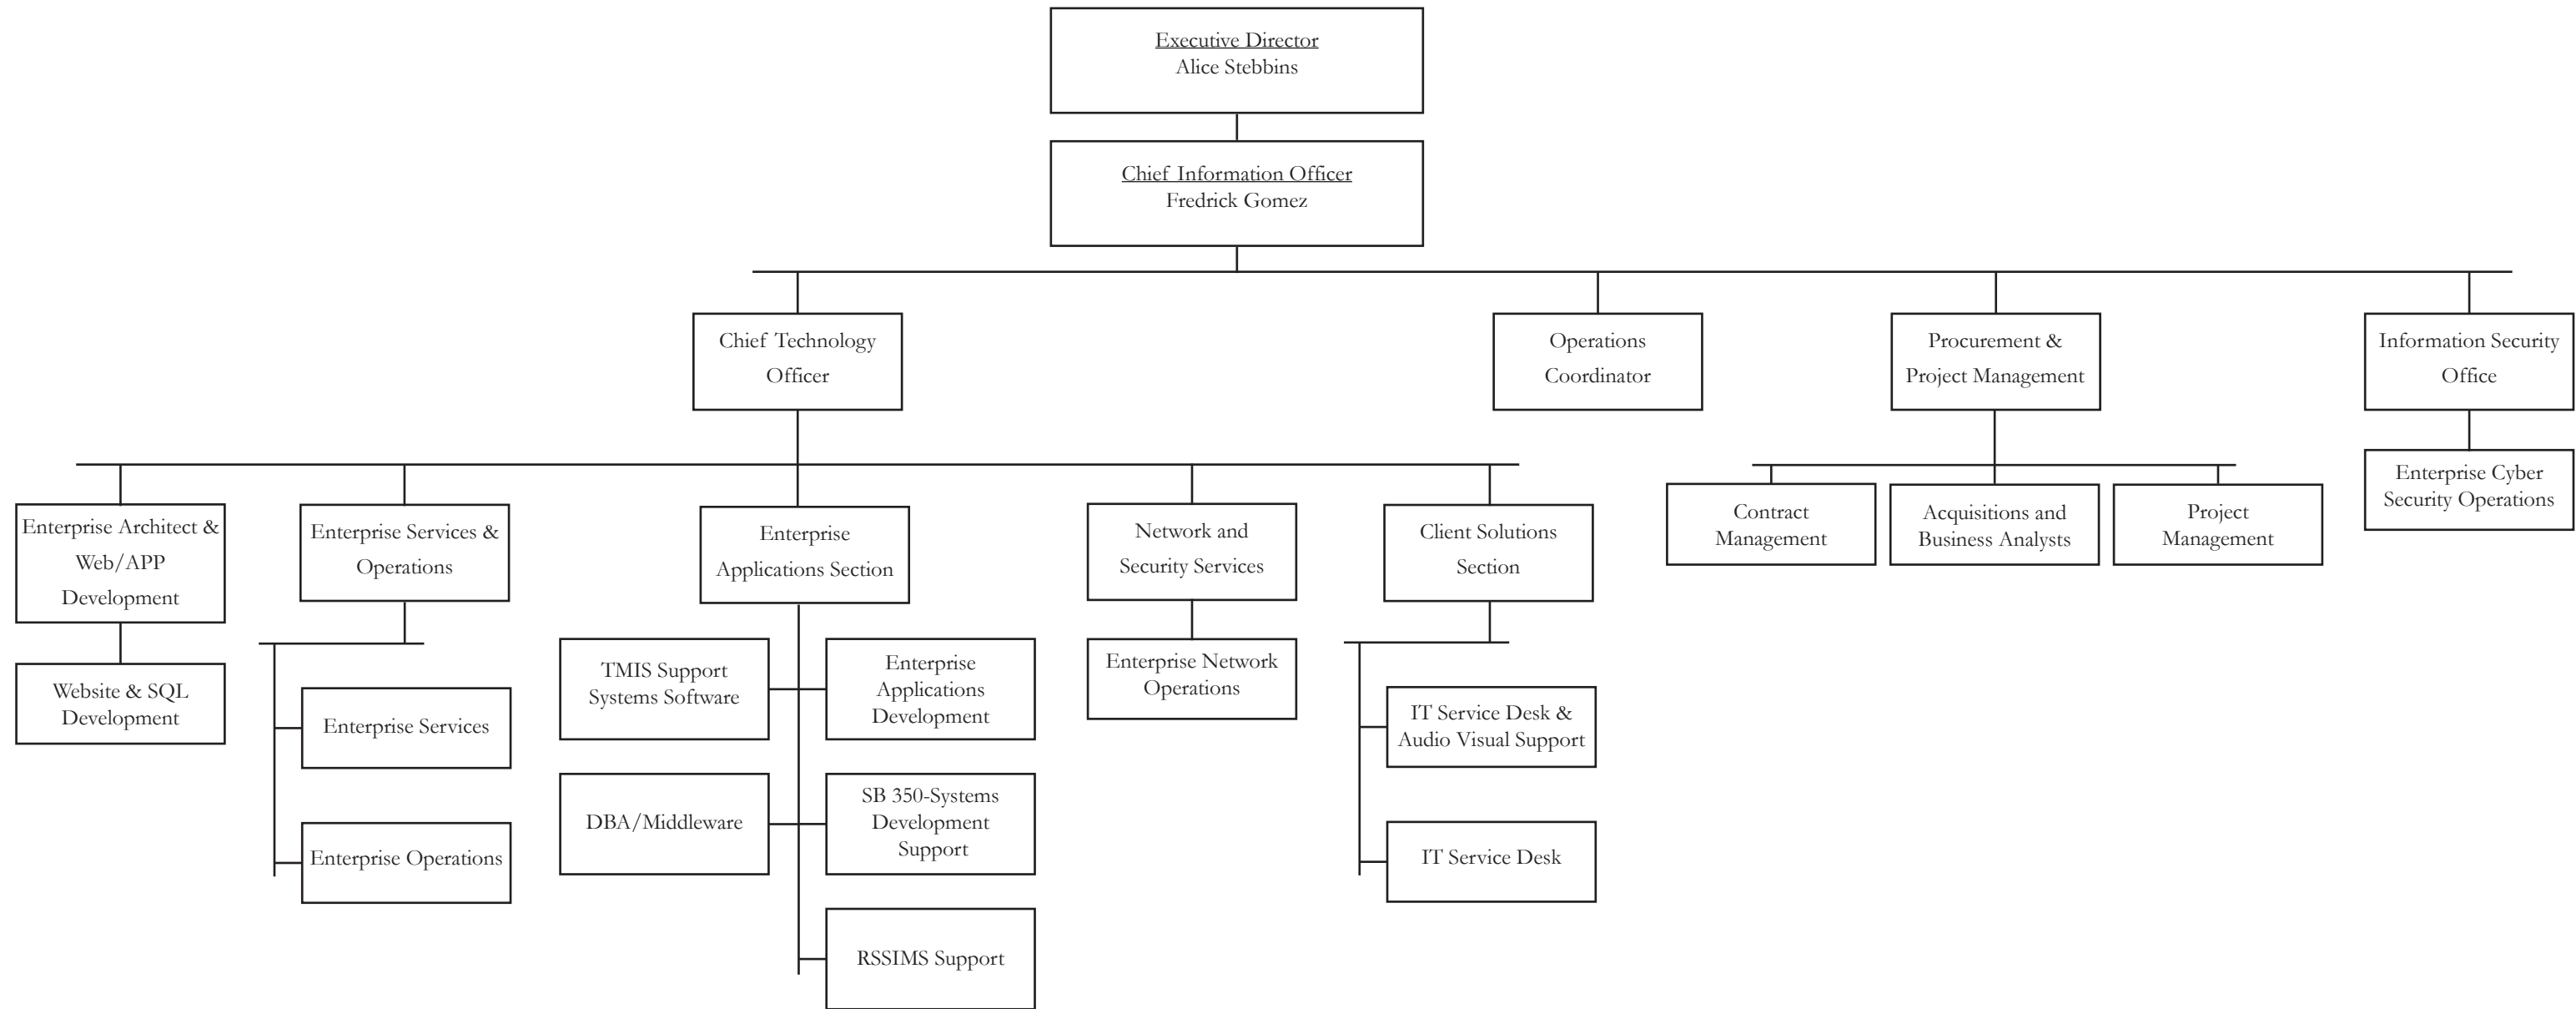 Executive Director
Alice Stebbins
Chief Information Officer
Fredrick Gomez
Chief Technology
Officer
Operations
Coordinator
Procurement &
Project Management
Information Security
Office
Enterprise Architect &
Web/APP
Development
Enterprise Services &
Operations
Enterprise
Applications Section
Network and
Security Services
Client Solutions
Section
Contract
Management
Acquisitions and
Business Analysts
Project
Management
Enterprise Cyber
Security Operations
Website & SQL
Development
Enterprise Services
Enterprise Operations
TMIS Support
Systems Software
Enterprise
Applications
Development
DBA/Middleware
SB 350-Systems
Development
Support
RSSIMS Support
Enterprise Network
Operations
IT Service Desk &
Audio Visual Support
IT Service Desk